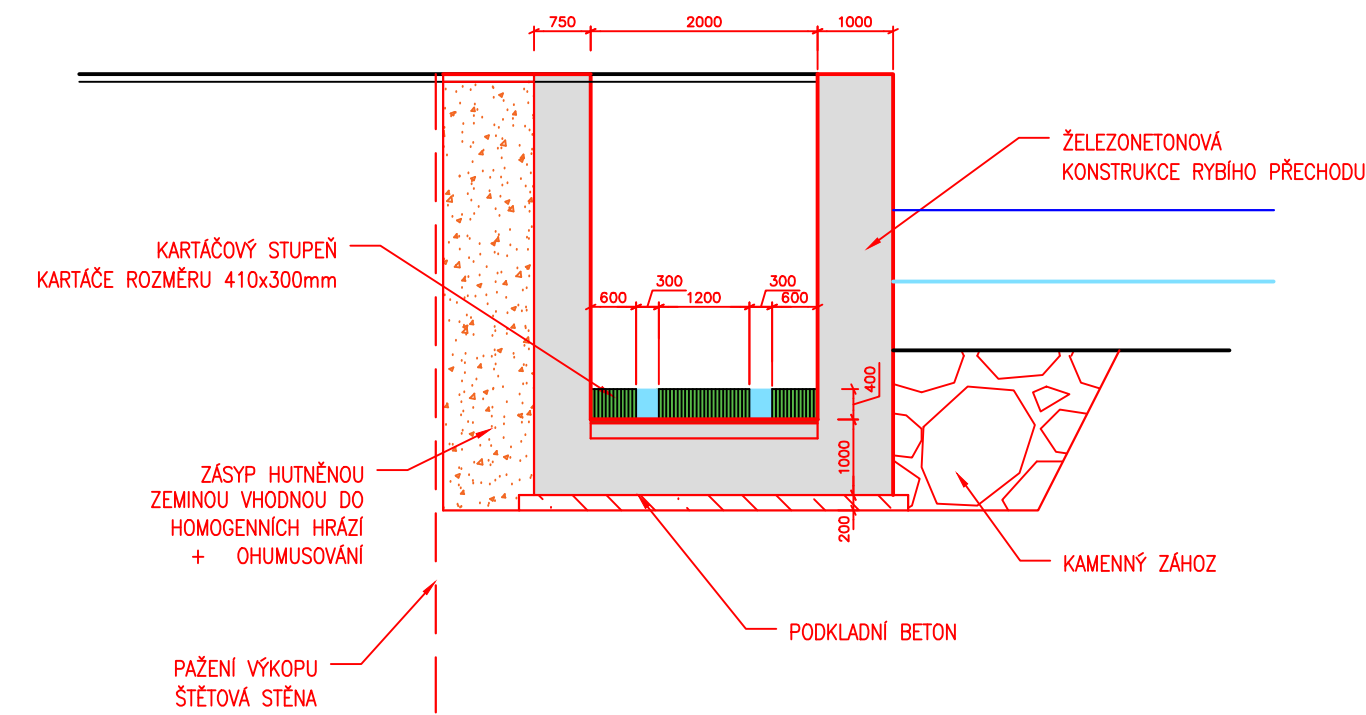 750
2000
1000
ŽELEZONETONOVÁ
KONSTRUKCE RYBÍHO PŘECHODU
KARTÁČOVÝ STUPEŇ
KARTÁČE ROZMĚRU 410x300mm
300
300
600
1200
600
400
1000
200
ZÁSYP HUTNĚNOU
ZEMINOU VHODNOU DO
HOMOGENNÍCH HRÁZÍ
+ OHUMUSOVÁNÍ
KAMENNÝ ZÁHOZ
PODKLADNÍ BETON
PAŽENÍ VÝKOPU
ŠTĚTOVÁ STĚNA